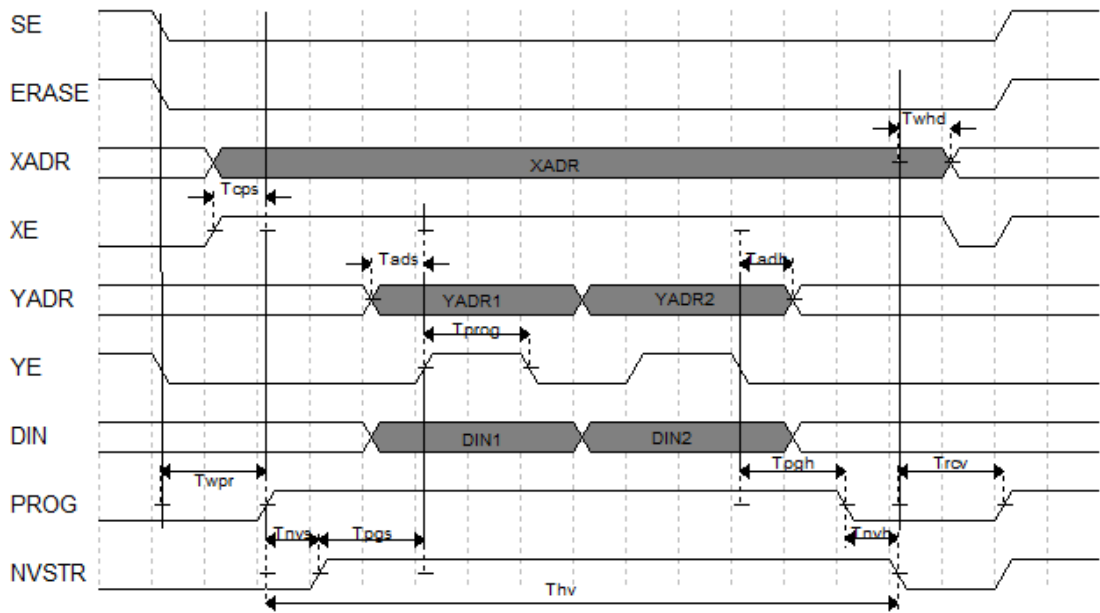 SE
ERASE
Twhd
XADR
XADR
Tcps
XE
Tads
Tadh
YADR
YADR1
YADR2
Tprog
YE
DIN
DIN1
DIN2
Twpr
Tpgh
Trcv
PROG
Tnvs
Tpgs
Tnvh
NVSTR
Thv